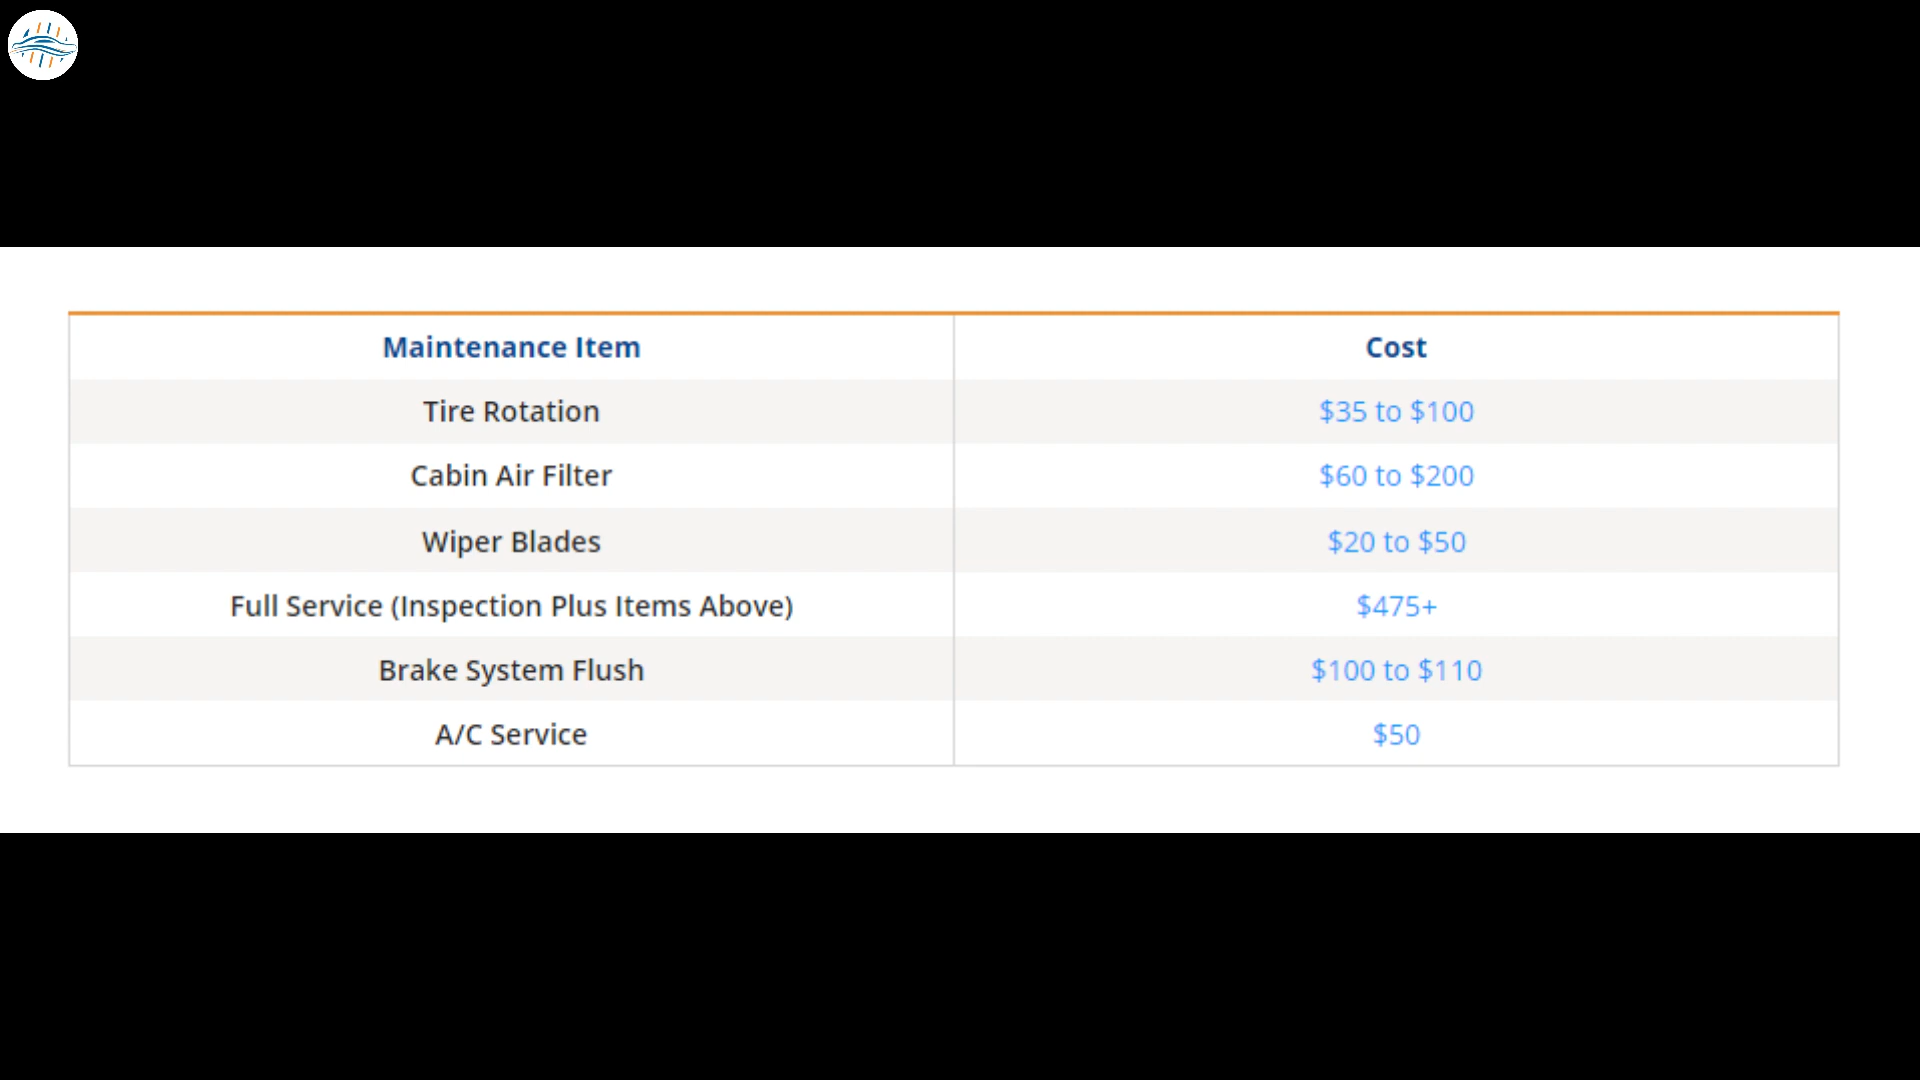 Maintenance Item Cost
Tire Rotation $35 to $100
Cabin Air Filter $60 to $200
Wiper Blades $20 to $50
Full Service (Inspection Plus Items Above) $475+
Brake System Flush $100 to $110
A/C Service $50